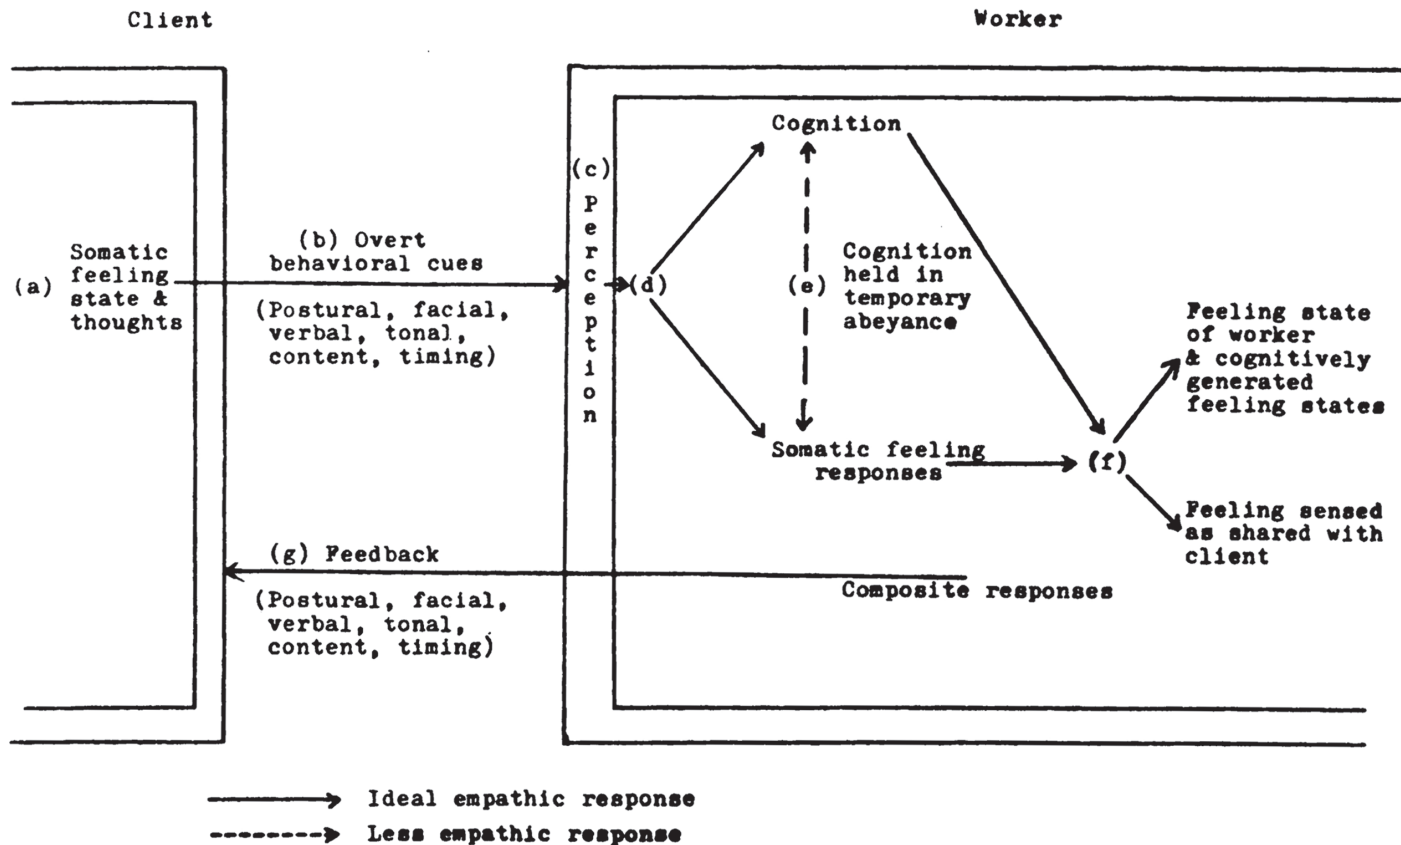 Client
Worker
(a)
Somatic
feeling
state &
thoughts
(b) Overt
behavioral cues
(Postural, facial,
verbal, tonal,
content, timing)
(c)
Perception
(d)
Cognition
(e)
Cognition
held in
temporary
abeyance
Somatic feeling
responses
(f)
Feeling state
of worker
& cognitively
generated
feeling states
Feeling sensed
as shared with
client
(g) Feedback
(Postural, facial,
verbal, tonal,
content, timing)
Composite responses
Ideal empathic response
Less empathic response